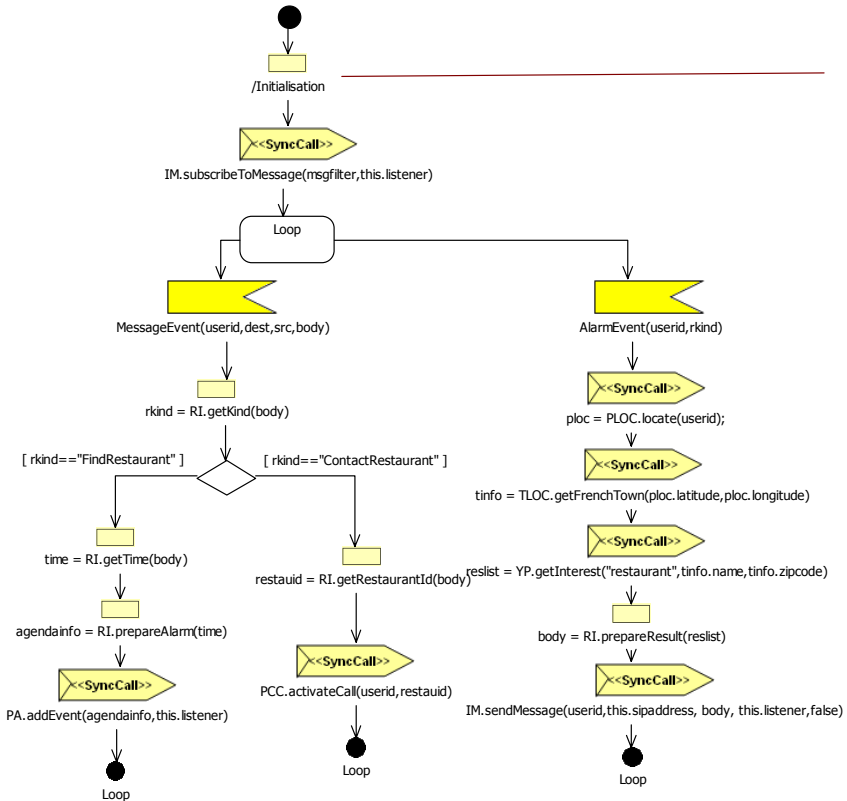 /Initialisation
<<SyncCall>>
IM.subscribeToMessage(msgfilter,this.listener)
Loop
MessageEvent(userid,dest,src,body)
AlarmEvent(userid,rkind)
rkind = RI.getKind(body)
<<SyncCall>>
ploc = PLOC.locate(userid);
[ rkind=="FindRestaurant" ]
[ rkind=="ContactRestaurant" ]
<<SyncCall>>
tinfo = TLOC.getFrenchTown(ploc.latitude,ploc.longitude)
time = RI.getTime(body)
restauid = RI.getRestaurantId(body)
<<SyncCall>>
reslist = YP.getInterest("restaurant",tinfo.name,tinfo.zipcode)
agendainfo = RI.prepareAlarm(time)
body = RI.prepareResult(reslist)
<<SyncCall>>
PA.addEvent(agendainfo,this.listener)
<<SyncCall>>
PCC.activateCall(userid,restauid)
<<SyncCall>>
IM.sendMessage(userid,this.sipaddress, body, this.listener,false)
Loop
Loop
Loop